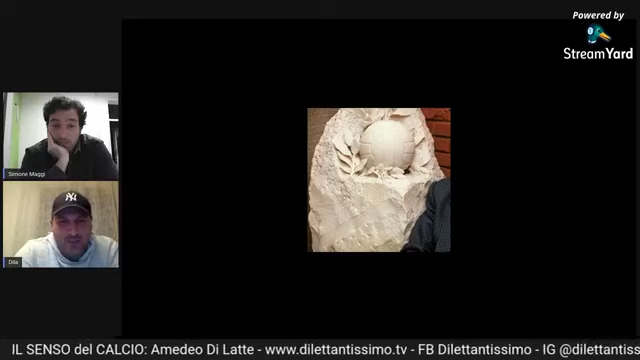 Powered by
StreamYard
Simone Maggi
NY
Dila
IL SENSO del CALCIO: Amedeo Di Latte - www.dilettantissimo.tv - FB Dilettantissimo - IG @dilettantiss